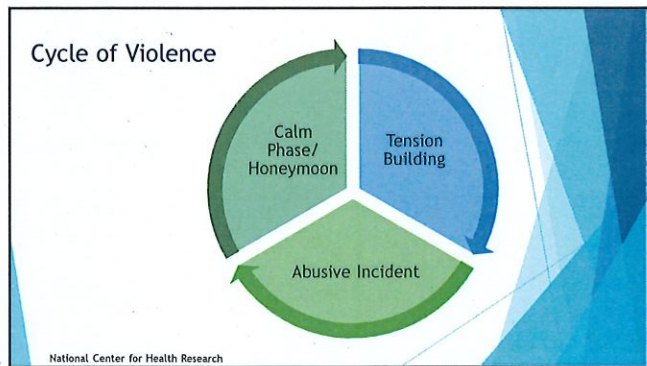 Cycle of Violence
Calm
Phase/
Honeymoon
Tension
Building
Abusive Incident
National Center for Health Research